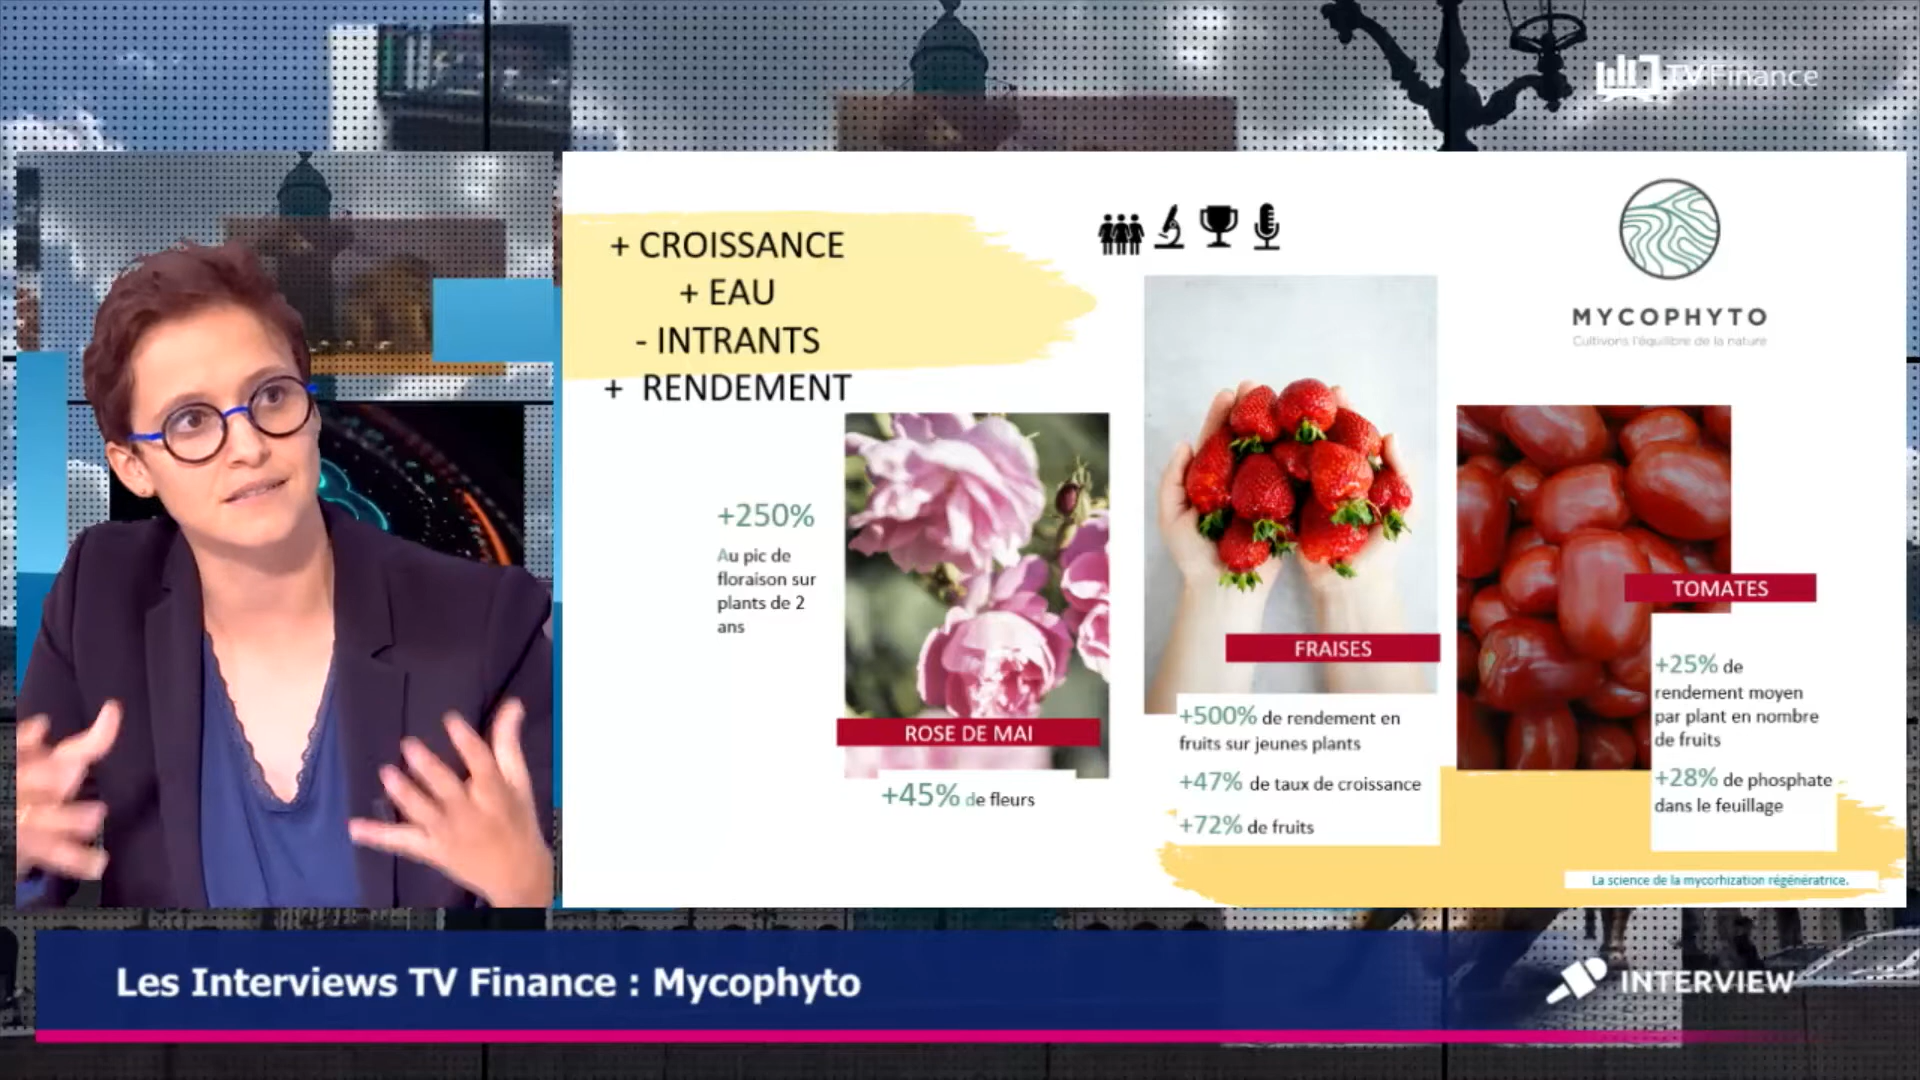 TV Finance
+ CROISSANCE
+ EAU
- INTRANTS
+ RENDEMENT
MYCOPHYTO
Cultivons l'équilibre de la nature
+250%
Au pic de
floraison sur
plants de 2
ans
ROSE DE MAI
+45% de fleurs
FRAISES
+500% de rendement en
fruits sur jeunes plants
+47% de taux de croissance
+72% de fruits
TOMATES
+25% de
rendement moyen
par plant en nombre
de fruits
+28% de phosphate
dans le feuillage
La science de la mycorhization régénératrice.
Les Interviews TV Finance : Mycophyto
INTERVIEW